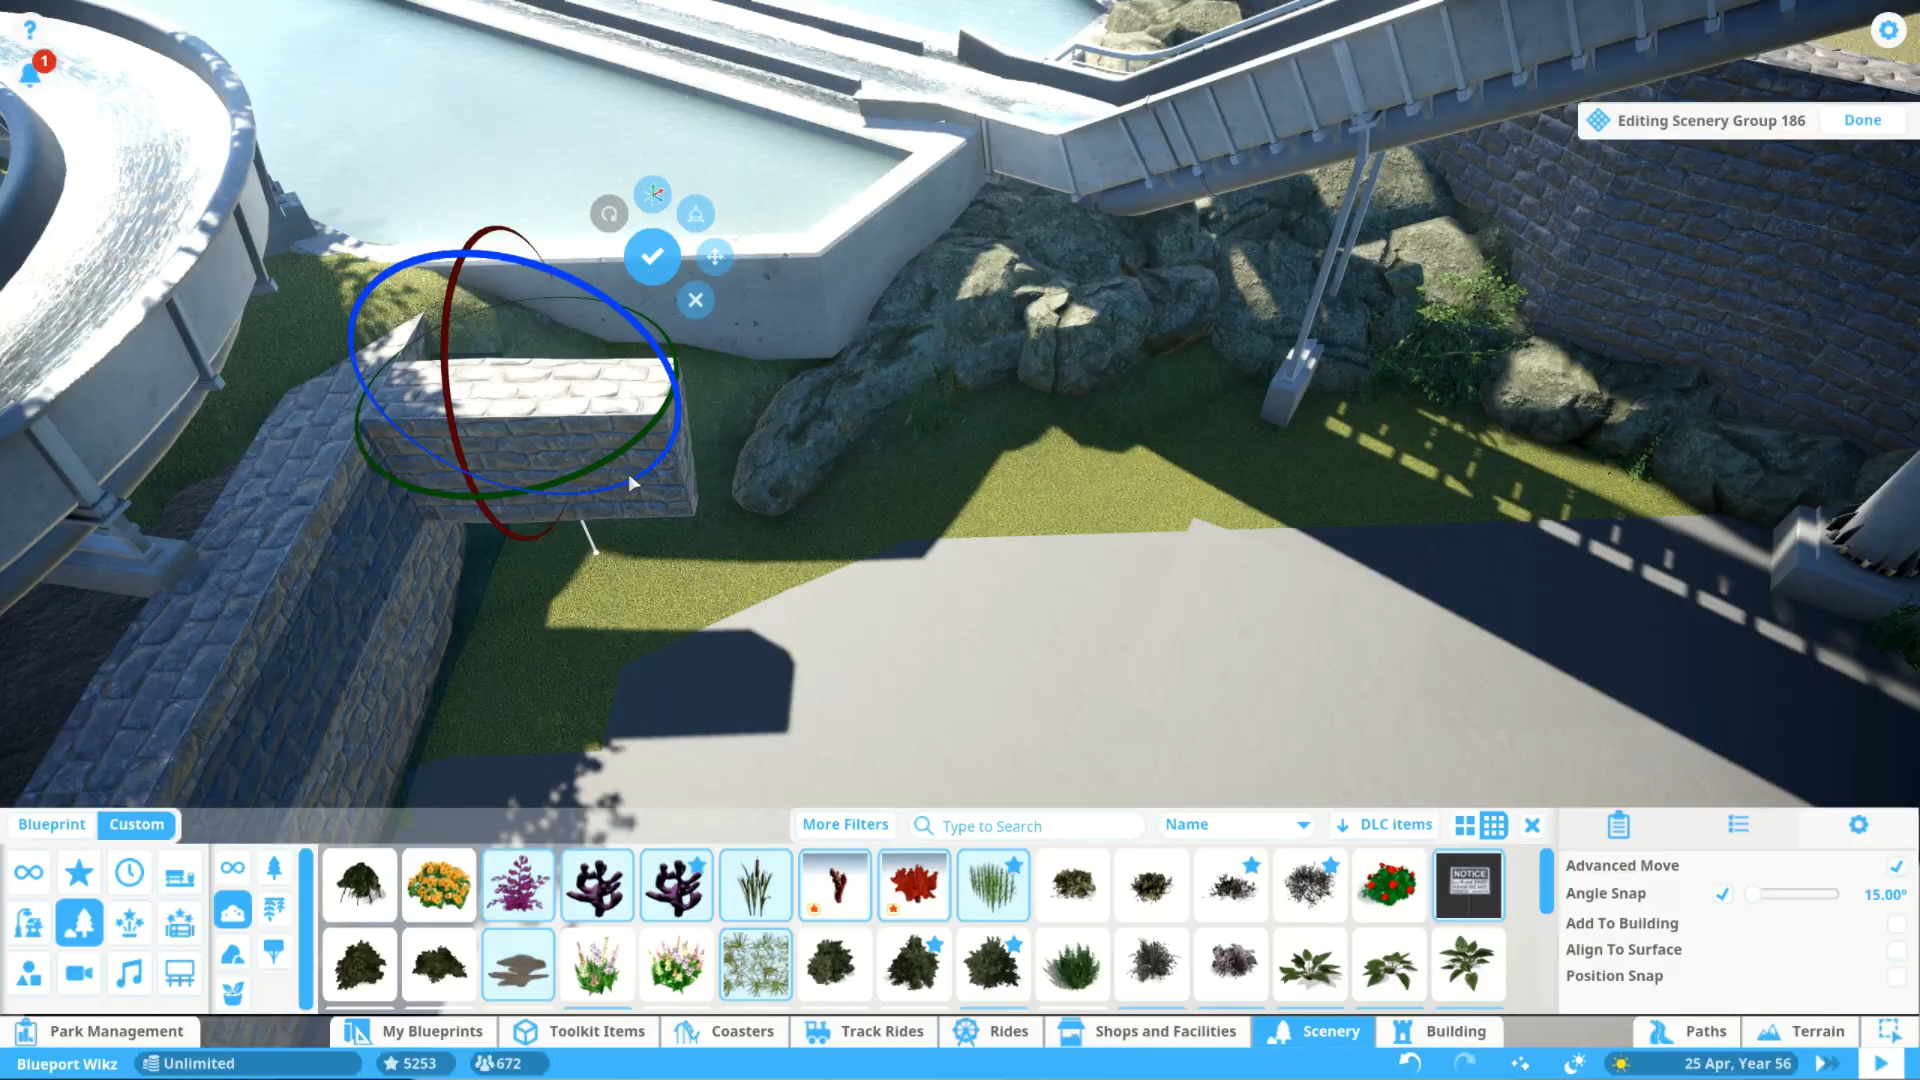 ?
1
Editing Scenery Group 186 Done
Blueprint Custom
More Filters Type to Search Name DLC items
NOTICE
Advanced Move
Angle Snap 15.00°
Add To Building
Align To Surface
Position Snap
Park Management My Blueprints Toolkit Items Coasters Track Rides Rides Shops and Facilities Scenery Building Paths Terrain
Blueport Wikz Unlimited 5253 672 25 Apr, Year 56